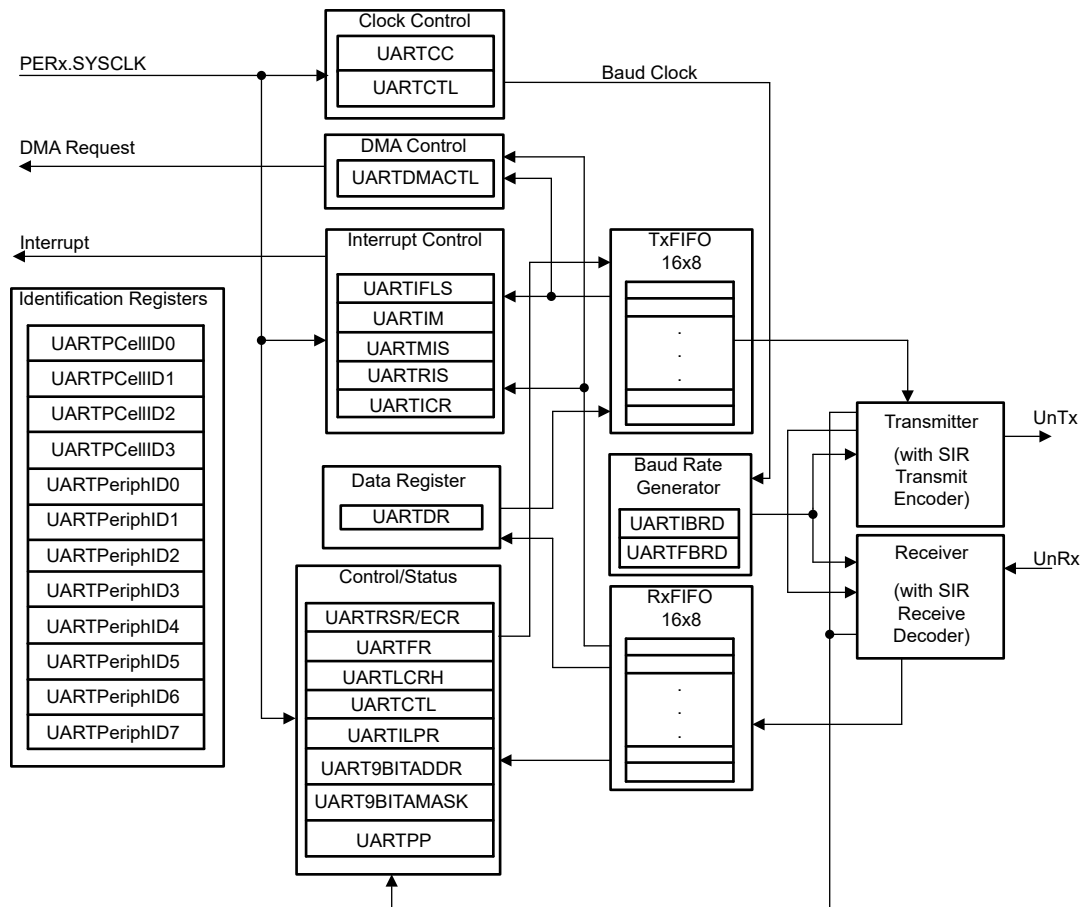 Clock Control
UARTCC
UARTCTL
PERx.SYSCLK
Baud Clock
DMA Control
UARTDMACTL
DMA Request
Interrupt
Interrupt Control
UARTIFLS
UARTIM
UARTMIS
UARTRIS
UARTICR
TxFIFO
16x8
.
.
.
Identification Registers
UARTPCellID0
UARTPCellID1
UARTPCellID2
UARTPCellID3
UARTPeriphID0
UARTPeriphID1
UARTPeriphID2
UARTPeriphID3
UARTPeriphID4
UARTPeriphID5
UARTPeriphID6
UARTPeriphID7
Data Register
UARTDR
Baud Rate
Generator
UARTIBRD
UARTFBRD
Transmitter
(with SIR
Transmit
Encoder)
UnTx
Receiver
(with SIR
Receive
Decoder)
UnRx
Control/Status
UARTRSR/ECR
UARTFR
UARTLCRH
UARTCTL
UARTILPR
UART9BITADDR
UART9BITAMASK
UARTPP
RxFIFO
16x8
.
.
.